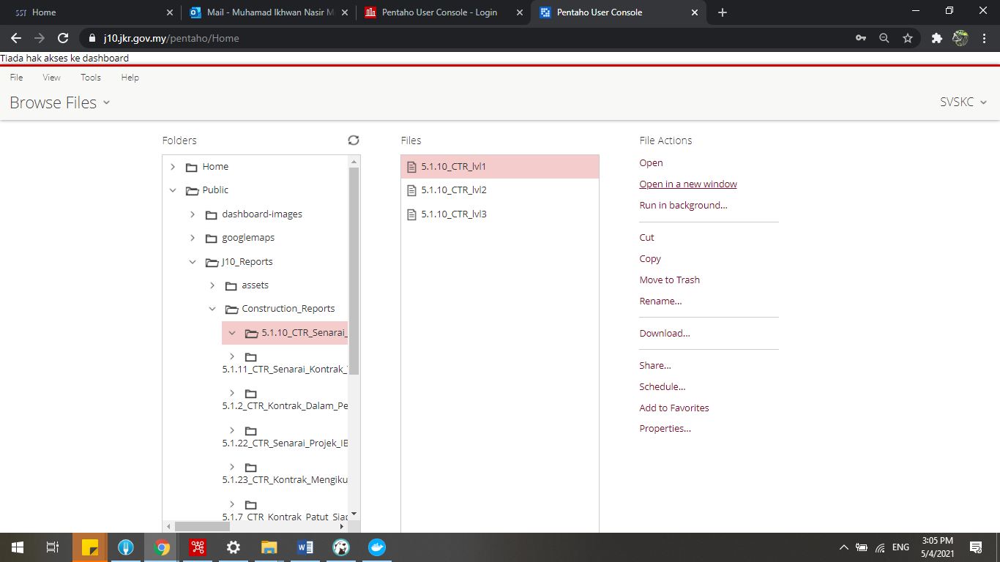 SST Home
Mail - Muhamad Ikhwan Nasir M
Pentaho User Console - Login
Pentaho User Console
j10.jkr.gov.my/pentaho/Home
Tiada hak akses ke dashboard
File View Tools Help
Browse Files
SVSKC
Folders
Home
Public
dashboard-images
googlemaps
J10_Reports
assets
Construction_Reports
5.1.10_CTR_Senarai_
5.1.11_CTR_Senarai_Kontrak_
5.1.2_CTR_Kontrak_Dalam_Pe
5.1.22_CTR_Senarai_Projek_IB
5.1.23_CTR_Kontrak_Mengiku
5.1.7_CTR_Kontrak_Patut_Siap
Files
5.1.10_CTR_lvl1
5.1.10_CTR_lvl2
5.1.10_CTR_lvl3
File Actions
Open
Open in a new window
Run in background...
Cut
Copy
Move to Trash
Rename...
Download...
Share...
Schedule...
Add to Favorites
Properties...
ENG
3:05 PM
5/4/2021